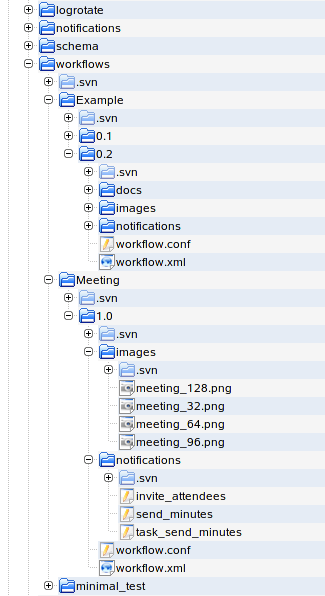 logrotate
notifications
schema
workflows
.svn
Example
.svn
0.1
0.2
.svn
docs
images
notifications
workflow.conf
workflow.xml
Meeting
.svn
1.0
.svn
images
.svn
meeting_128.png
meeting_32.png
meeting_64.png
meeting_96.png
notifications
.svn
invite_attendees
send_minutes
task_send_minutes
workflow.conf
workflow.xml
minimal_test